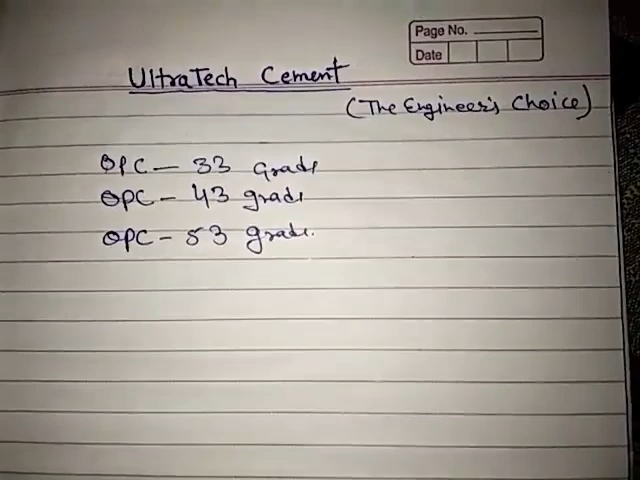 Page No.
Date
UltraTech Cement
(The Engineer's Choice)
OPC - 33 Grade
OPC - 43 grade
OPC - 53 grade.